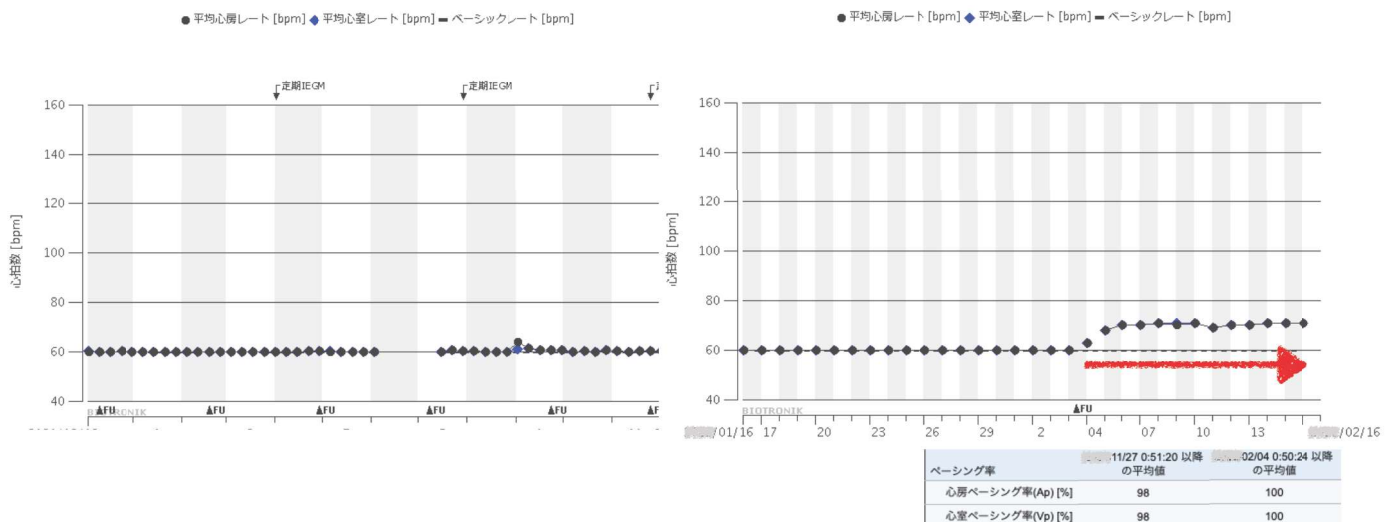 ● 平均心房レート [bpm] ◆ 平均心室レート [bpm] ━ ベーシックレート [bpm]
定期IEGM
定期IEGM
160
140
120
100
80
60
40
心拍数 [bpm]
BIOTRONIK
▲FU
▲FU
▲FU
▲FU
▲FU
● 平均心房レート [bpm] ◆ 平均心室レート [bpm] ━ ベーシックレート [bpm]
160
140
120
100
80
60
40
心拍数 [bpm]
BIOTRONIK
▲FU
/01/16 17 20 23 26 29 2 04 07 10 13 /02/16
ペーシング率 11/27 0:51:20 以降の平均値 02/04 0:50:24 以降の平均値
心房ペーシング率(Ap) [%] 98 100
心室ペーシング率(Vp) [%] 98 100